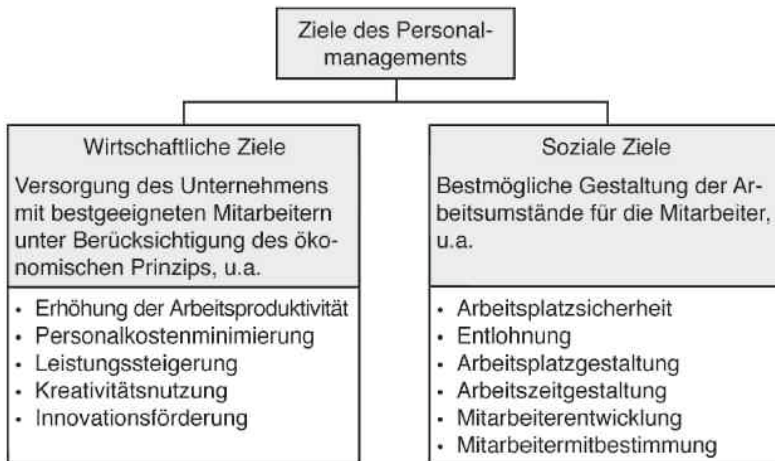 Ziele des Personal-
managements
Wirtschaftliche Ziele
Versorgung des Unternehmens
mit bestgeeigneten Mitarbeitern
unter Berücksichtigung des öko-
nomischen Prinzips, u.a.
• Erhöhung der Arbeitsproduktivität
• Personalkostenminimierung
• Leistungssteigerung
• Kreativitätsnutzung
• Innovationsförderung
Soziale Ziele
Bestmögliche Gestaltung der Ar-
beitsumstände für die Mitarbeiter,
u.a.
• Arbeitsplatzsicherheit
• Entlohnung
• Arbeitsplatzgestaltung
• Arbeitszeitgestaltung
• Mitarbeiterentwicklung
• Mitarbeitermitbestimmung